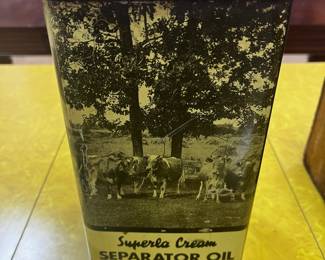 Superla Cream
SEPARATOR OIL